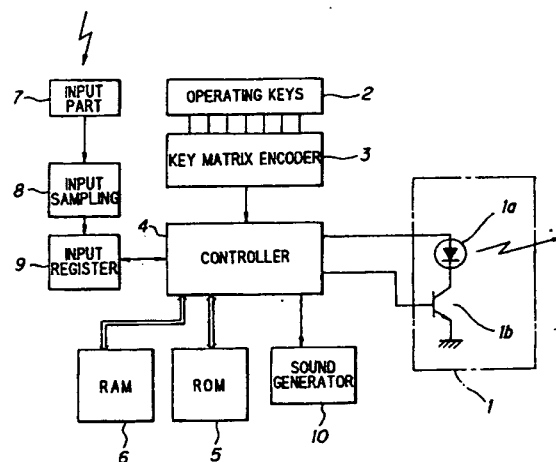 7
INPUT
PART
OPERATING KEYS
2
KEY MATRIX ENCODER
3
8
INPUT
SAMPLING
4
1a
9
INPUT
REGISTER
CONTROLLER
1b
RAM
ROM
SOUND
GENERATOR
1
6
5
10